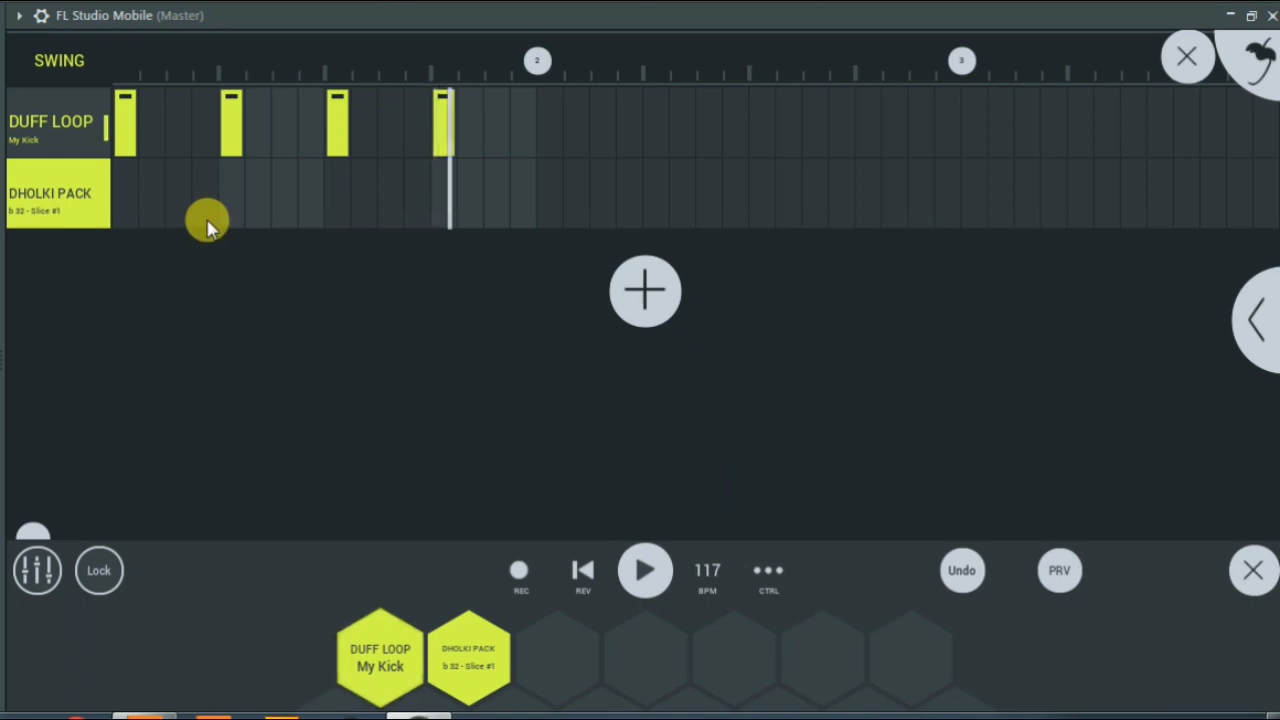 FL Studio Mobile (Master)
SWING
2
3
DUFF LOOP
My Kick
DHOLKI PACK
b 32 - Slice #1
Lock
REC
REV
117
BPM
CTRL
Undo
PRV
DUFF LOOP
My Kick
DHOLKI PACK
b 32 - Slice #1